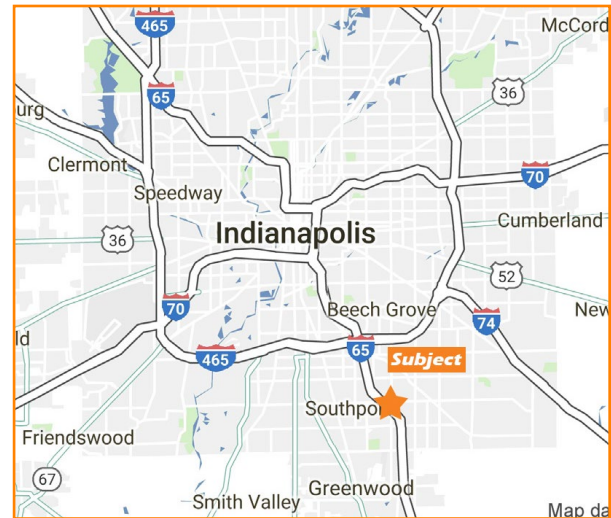 465
McCord
65
36
urg
Clermont
70
Speedway
Cumberland
36
Indianapolis
52
70
Beech Grove
New
74
ld
465
65
Subject
Southpor
Friendswood
67
Greenwood
Smith Valley
Map da